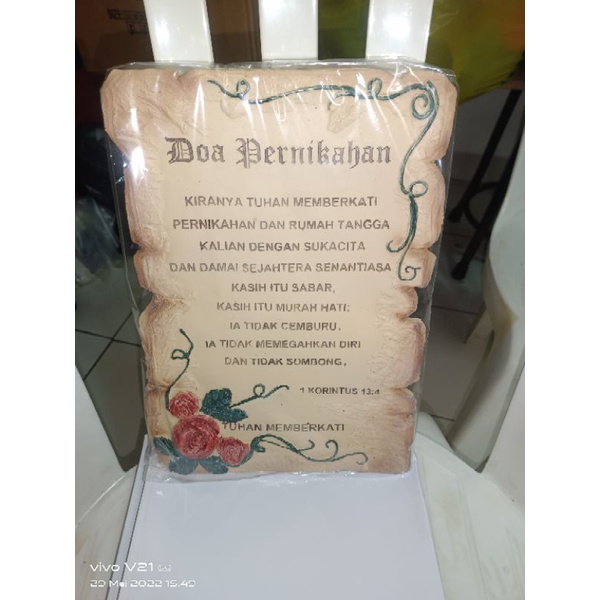 Doa Pernikahan
KIRANYA TUHAN MEMBERKATI
PERNIKAHAN DAN RUMAH TANGGA
KALIAN DENGAN SUKACITA
DAN DAMAI SEJAHTERA SENANTIASA
KASIH ITU SABAR,
KASIH ITU MURAH HATI;
IA TIDAK CEMBURU.
IA TIDAK MEMEGAHKAN DIRI
DAN TIDAK SOMBONG.
1 KORINTUS 13:4
TUHAN MEMBERKATI
vivo V21 5G
29 Mei 2022 15.40